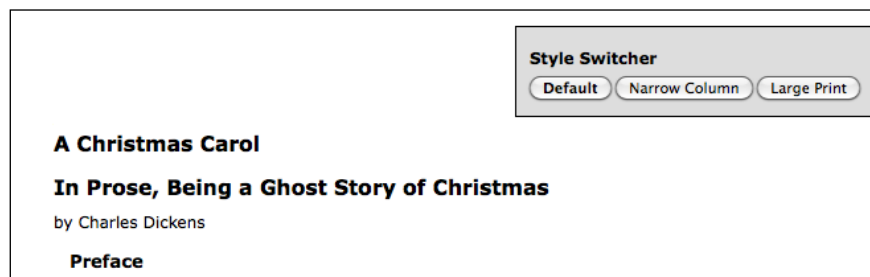 Style Switcher
Default Narrow Column Large Print
A Christmas Carol
In Prose, Being a Ghost Story of Christmas
by Charles Dickens
Preface